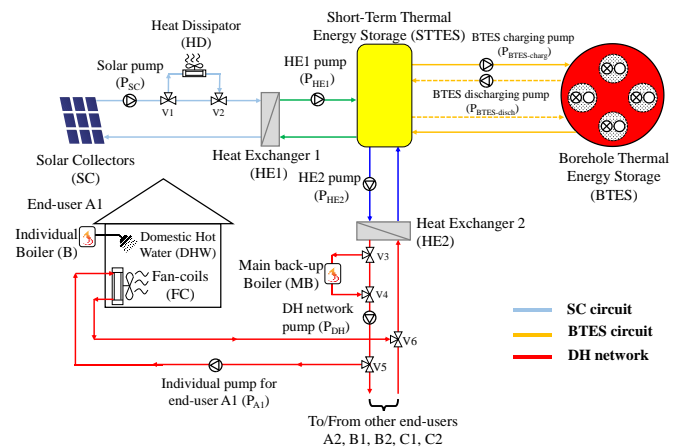 Short-Term Thermal
Energy Storage (STTES)
Heat Dissipator
(HD)
Solar pump
(PSC)
V1
V2
HE1 pump
(PHE1)
BTES charging pump
(PBTES-charg)
BTES discharging pump
(PBTES-disch)
Solar Collectors
(SC)
Heat Exchanger 1
(HE1)
Borehole Thermal
Energy Storage
(BTES)
HE2 pump
(PHE2)
End-user A1
Individual
Boiler (B)
Domestic Hot
Water (DHW)
Fan-coils
(FC)
Heat Exchanger 2
(HE2)
Main back-up
Boiler (MB)
V3
V4
DH network
pump (PDH)
V6
V5
Individual pump for
end-user A1 (PA1)
SC circuit
BTES circuit
DH network
To/From other end-users
A2, B1, B2, C1, C2